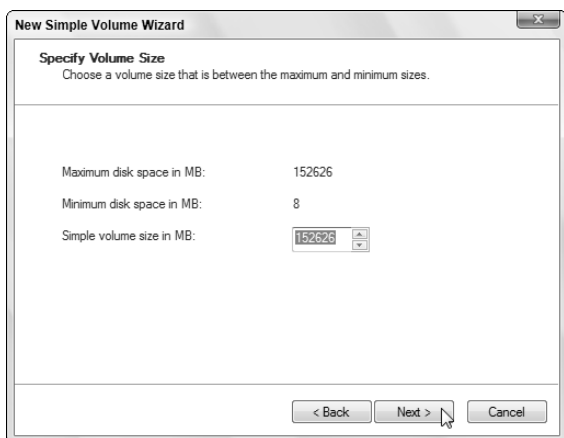 New Simple Volume Wizard
Specify Volume Size
Choose a volume size that is between the maximum and minimum sizes.
Maximum disk space in MB: 152626
Minimum disk space in MB: 8
Simple volume size in MB: 152626
< Back Next > Cancel